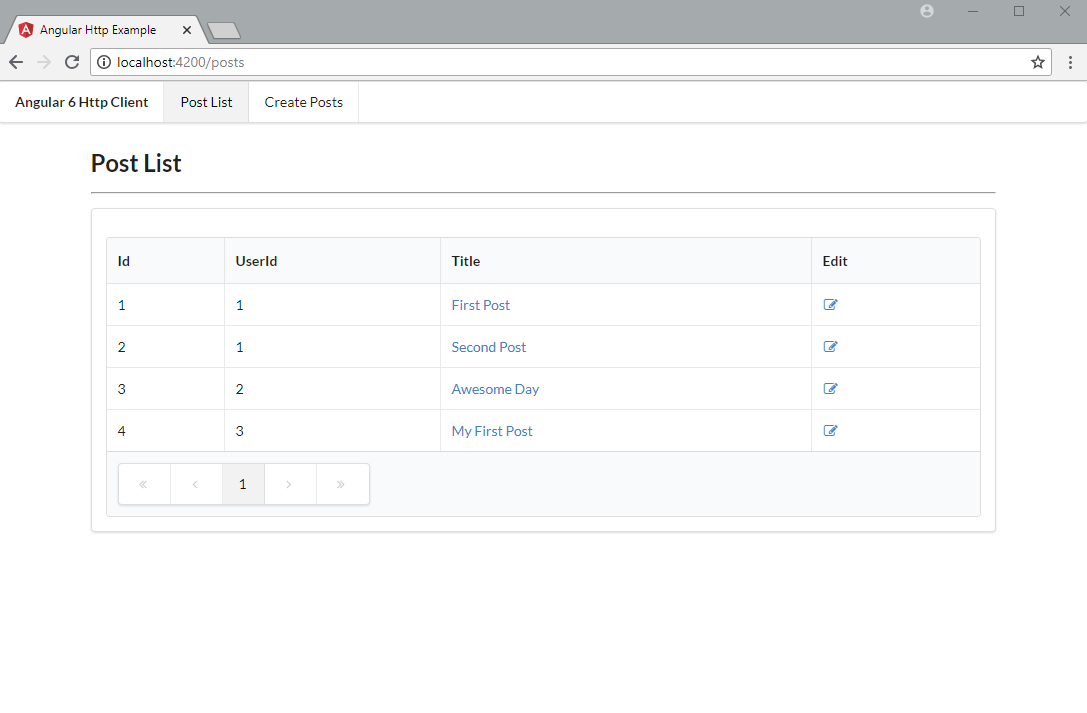 Angular Http Example
localhost:4200/posts
Angular 6 Http Client Post List Create Posts
Post List
Id UserId Title Edit
1 1 First Post
2 1 Second Post
3 2 Awesome Day
4 3 My First Post
« ‹ 1 › »